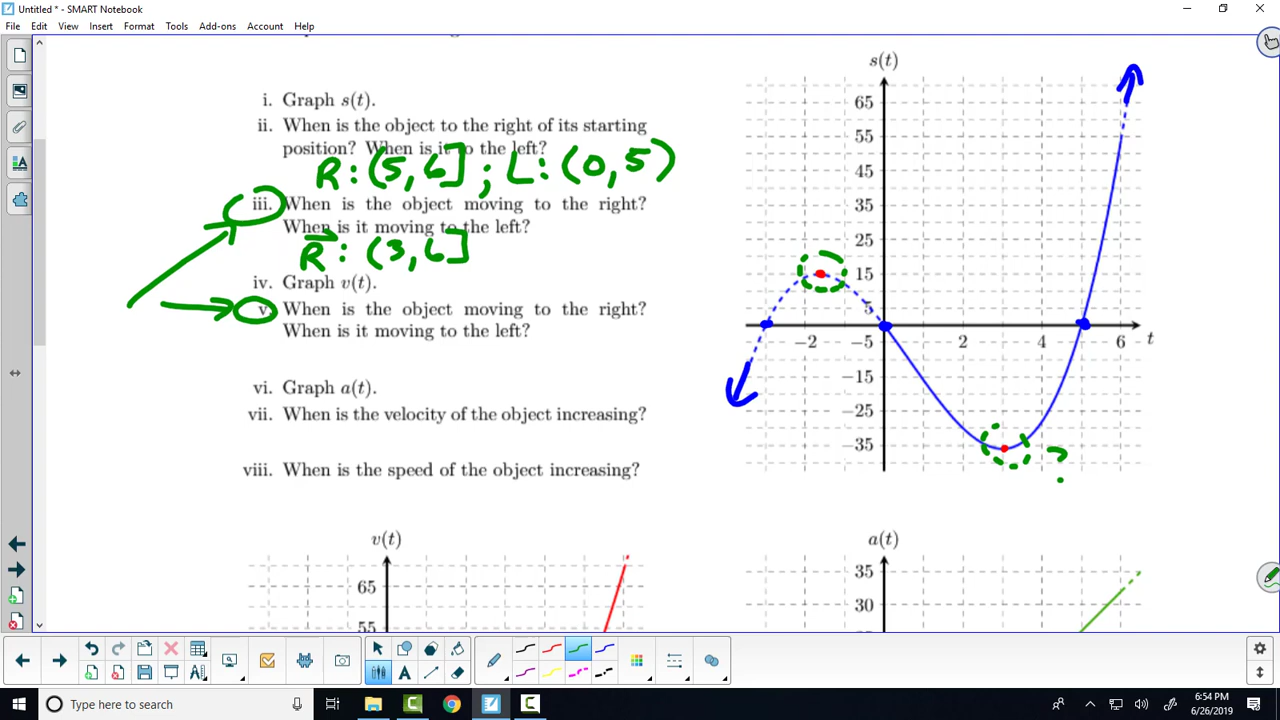 Untitled * - SMART Notebook
File Edit View Insert Format Tools Add-ons Account Help
i. Graph s(t).
ii. When is the object to the right of its starting
position? When is it to the left?
R: (5,6] ; L: (0,5)
iii. When is the object moving to the right?
When is it moving to the left?
R: (3,6]
iv. Graph v(t).
v. When is the object moving to the right?
When is it moving to the left?
vi. Graph a(t).
vii. When is the velocity of the object increasing?
viii. When is the speed of the object increasing?
s(t)
65
55
45
35
25
15
5
−2 −5 2 4 6 t
−15
−25
−35
?
v(t)
65
55
a(t)
35
30
Type here to search
6:54 PM
6/26/2019